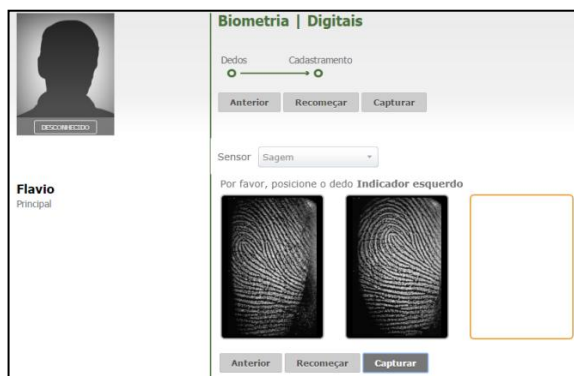 Biometria | Digitais
Dedos Cadastramento
Anterior Recomeçar Capturar
DESCONHECIDO
Sensor Sagem
Flavio
Principal
Por favor, posicione o dedo Indicador esquerdo
Anterior Recomeçar Capturar